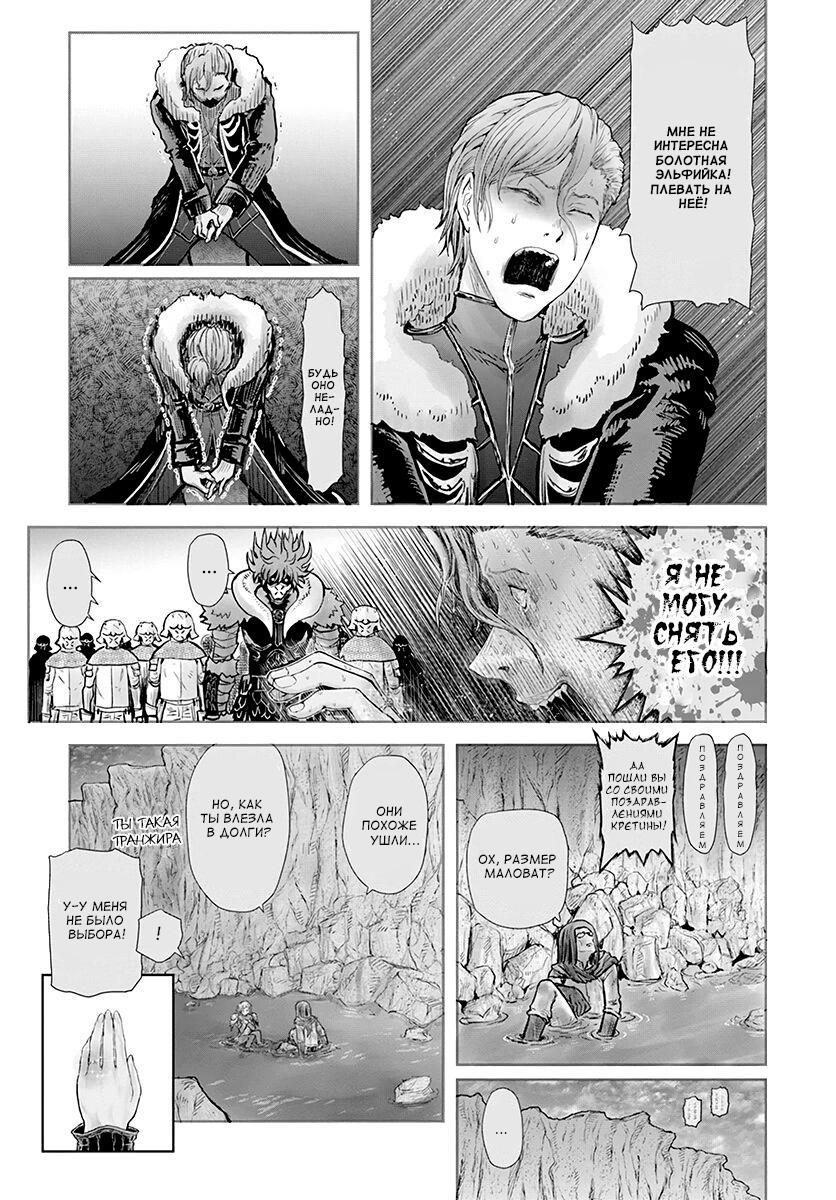 МНЕ НЕ
ИНТЕРЕСНА
БОЛОТНАЯ
ЭЛЬФИЙКА!
ПЛЕВАТЬ НА
НЕЁ!
БУДЬ
ОНО
НЕ-
ЛАД-
НО!
Я НЕ
МОГУ
СНЯТЬ
ЕГО!!!
...
...
ПОЗДРАВЛЯЕМ
ПОЗДРАВЛЯЕМ
ДА
ПОШЛИ ВЫ
СО СВОИМИ
ПОЗДРАВ-
ЛЕНИЯМИ
КРЕТИНЫ!
ОХ, РАЗМЕР
МАЛОВАТ?
...
ОНИ
ПОХОЖЕ
УШЛИ...
НО, КАК
ТЫ ВЛЕЗЛА
В ДОЛГИ?
ТЫ ТАКАЯ
ТРАНЖИРА
!
У-У МЕНЯ
НЕ БЫЛО
ВЫБОРА!